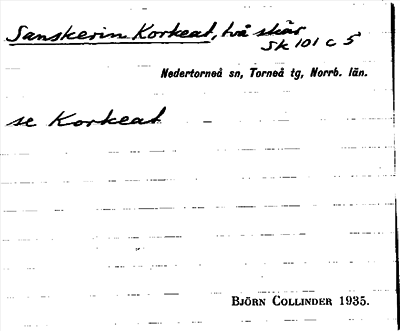 Sanskerin Korkeat, två skär
Sk 101 c 5
Nedertorneå sn, Torneå tg, Norrb. län.
se Korkeat
BJÖRN COLLINDER 1935.